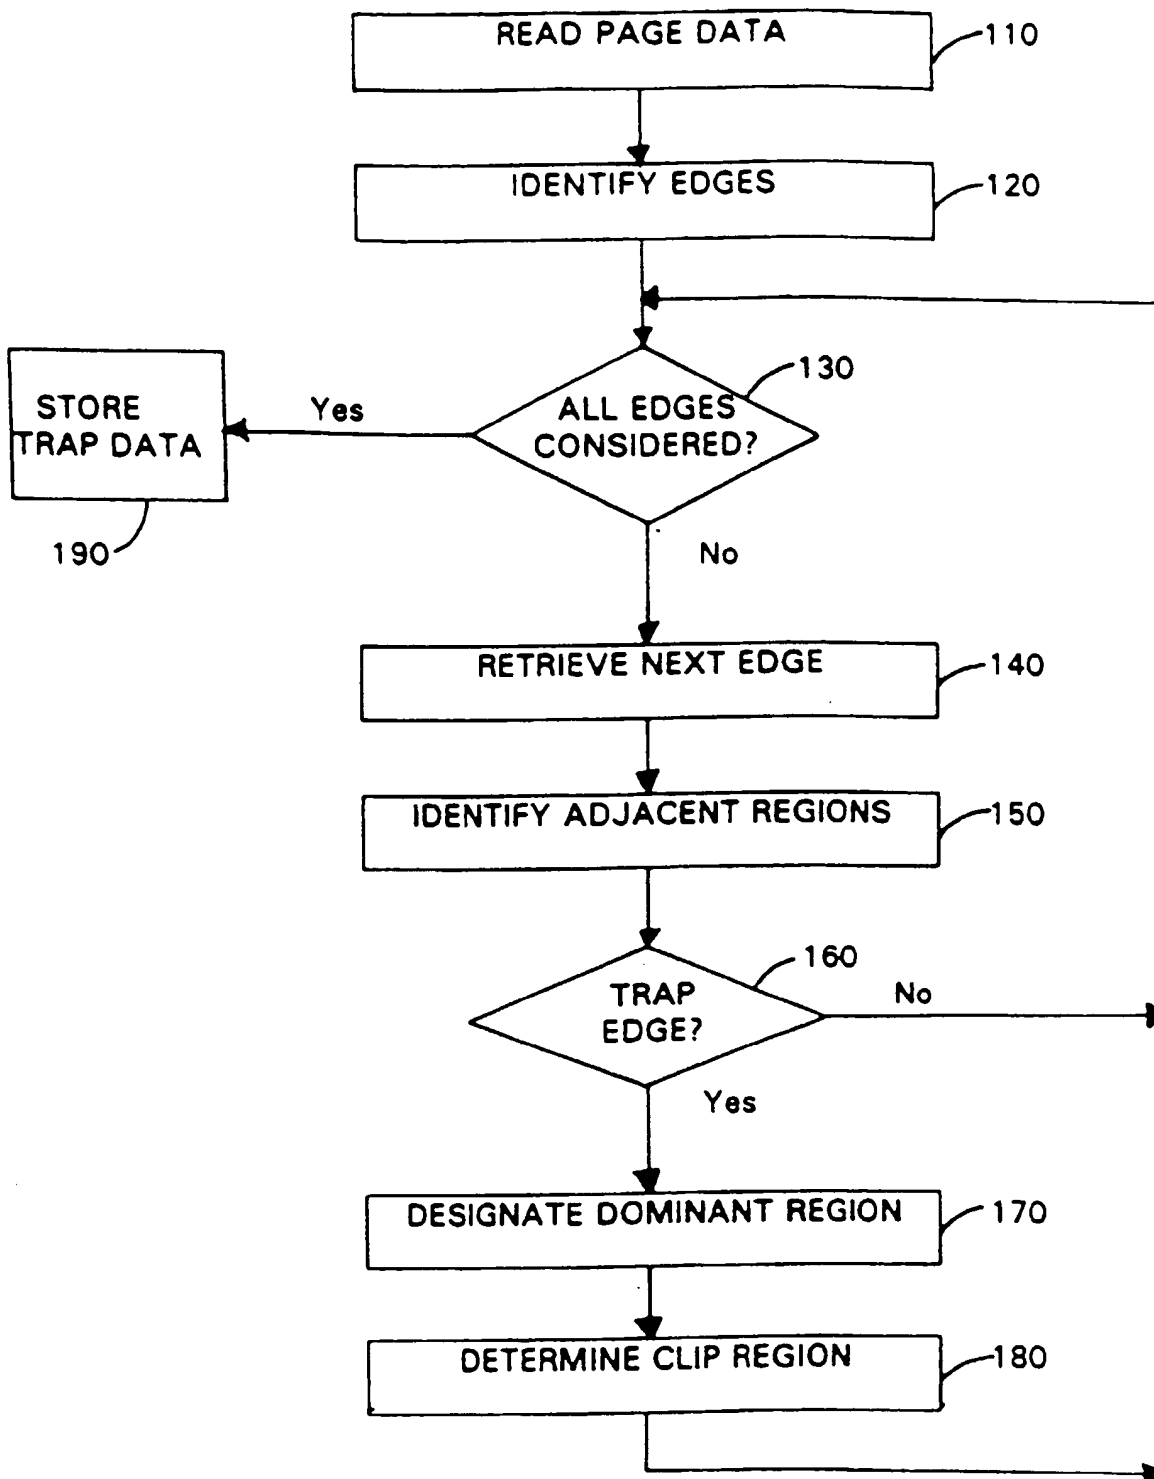 READ PAGE DATA
110
IDENTIFY EDGES
120
130
ALL EDGES
CONSIDERED?
Yes
STORE
TRAP DATA
190
No
RETRIEVE NEXT EDGE
140
IDENTIFY ADJACENT REGIONS
150
160
TRAP
EDGE?
No
Yes
DESIGNATE DOMINANT REGION
170
DETERMINE CLIP REGION
180